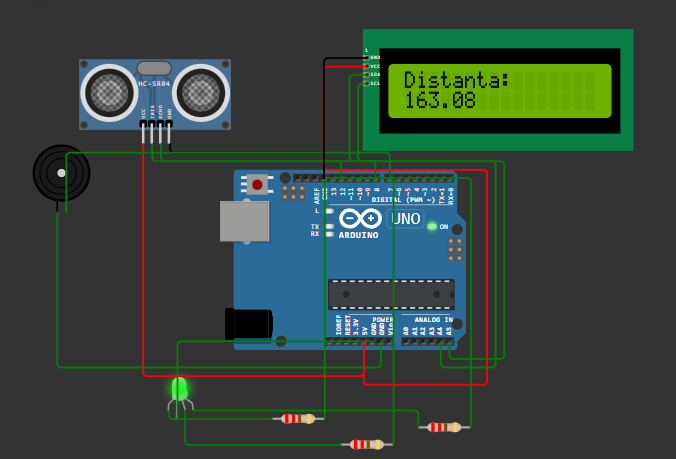 1
GND
VCC
SDA
SCL
Distanta:
163.08
HC-SR04
VCC
TRIG
ECHO
GND
AREF
GND
13
12
~11
~10
~9
8
7
~6
~5
4
~3
2
TX→1
RX←0
DIGITAL (PWM ~)
L
TX
RX
UNO
ARDUINO
ON
IOREF
RESET
3.3V
5V
GND
GND
Vin
POWER
ANALOG IN
A0
A1
A2
A3
A4
A5